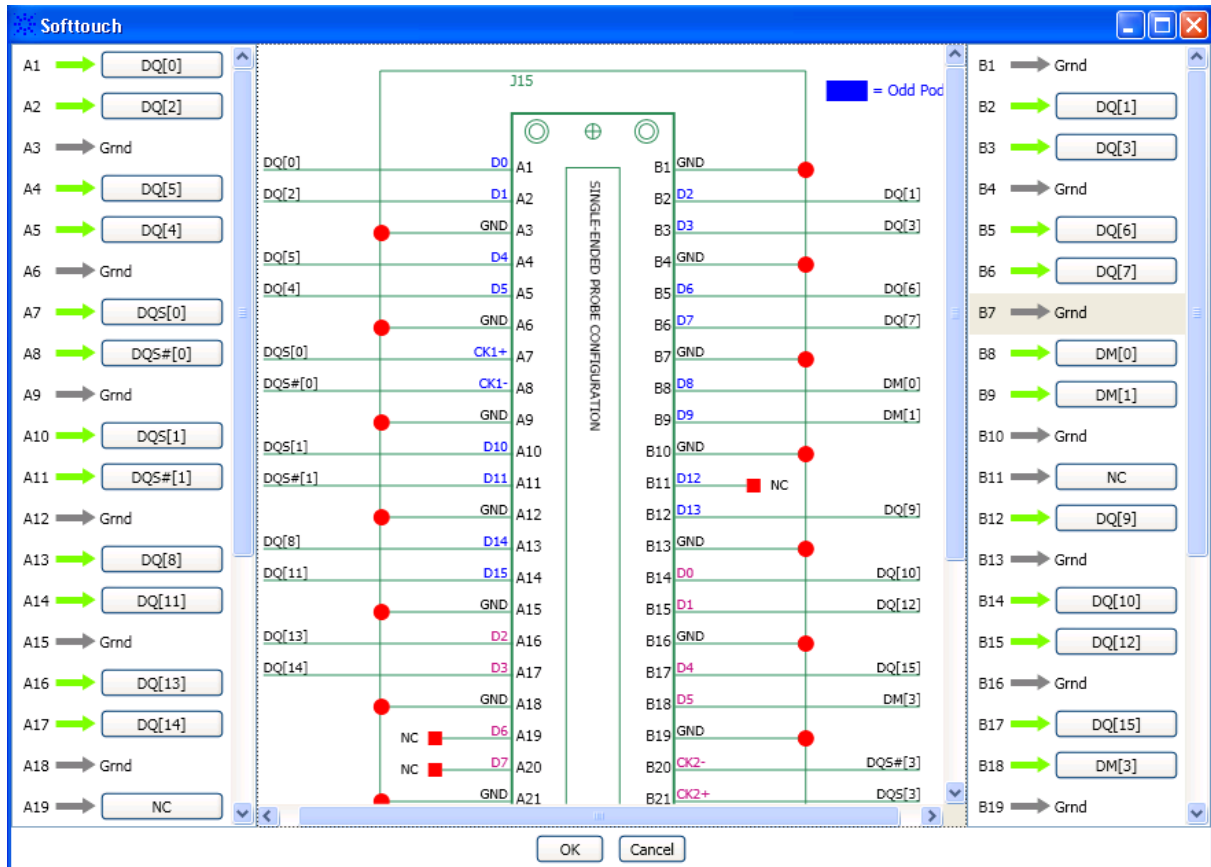 Softtouch
A1 DQ[0]
A2 DQ[2]
A3 Grnd
A4 DQ[5]
A5 DQ[4]
A6 Grnd
A7 DQS[0]
A8 DQS#[0]
A9 Grnd
A10 DQS[1]
A11 DQS#[1]
A12 Grnd
A13 DQ[8]
A14 DQ[11]
A15 Grnd
A16 DQ[13]
A17 DQ[14]
A18 Grnd
A19 NC
J15
= Odd Pod
SINGLE-ENDED PROBE CONFIGURATION
DQ[0] D0 A1 B1 GND
DQ[2] D1 A2 B2 D2 DQ[1]
GND A3 B3 D3 DQ[3]
DQ[5] D4 A4 B4 GND
DQ[4] D5 A5 B5 D6 DQ[6]
GND A6 B6 D7 DQ[7]
DQS[0] CK1+ A7 B7 GND
DQS#[0] CK1- A8 B8 D8 DM[0]
GND A9 B9 D9 DM[1]
DQS[1] D10 A10 B10 GND
DQS#[1] D11 A11 B11 D12 NC
GND A12 B12 D13 DQ[9]
DQ[8] D14 A13 B13 GND
DQ[11] D15 A14 B14 D0 DQ[10]
GND A15 B15 D1 DQ[12]
DQ[13] D2 A16 B16 GND
DQ[14] D3 A17 B17 D4 DQ[15]
GND A18 B18 D5 DM[3]
NC D6 A19 B19 GND
NC D7 A20 B20 CK2- DQS#[3]
GND A21 B21 CK2+ DQS[3]
B1 Grnd
B2 DQ[1]
B3 DQ[3]
B4 Grnd
B5 DQ[6]
B6 DQ[7]
B7 Grnd
B8 DM[0]
B9 DM[1]
B10 Grnd
B11 NC
B12 DQ[9]
B13 Grnd
B14 DQ[10]
B15 DQ[12]
B16 Grnd
B17 DQ[15]
B18 DM[3]
B19 Grnd
OK Cancel